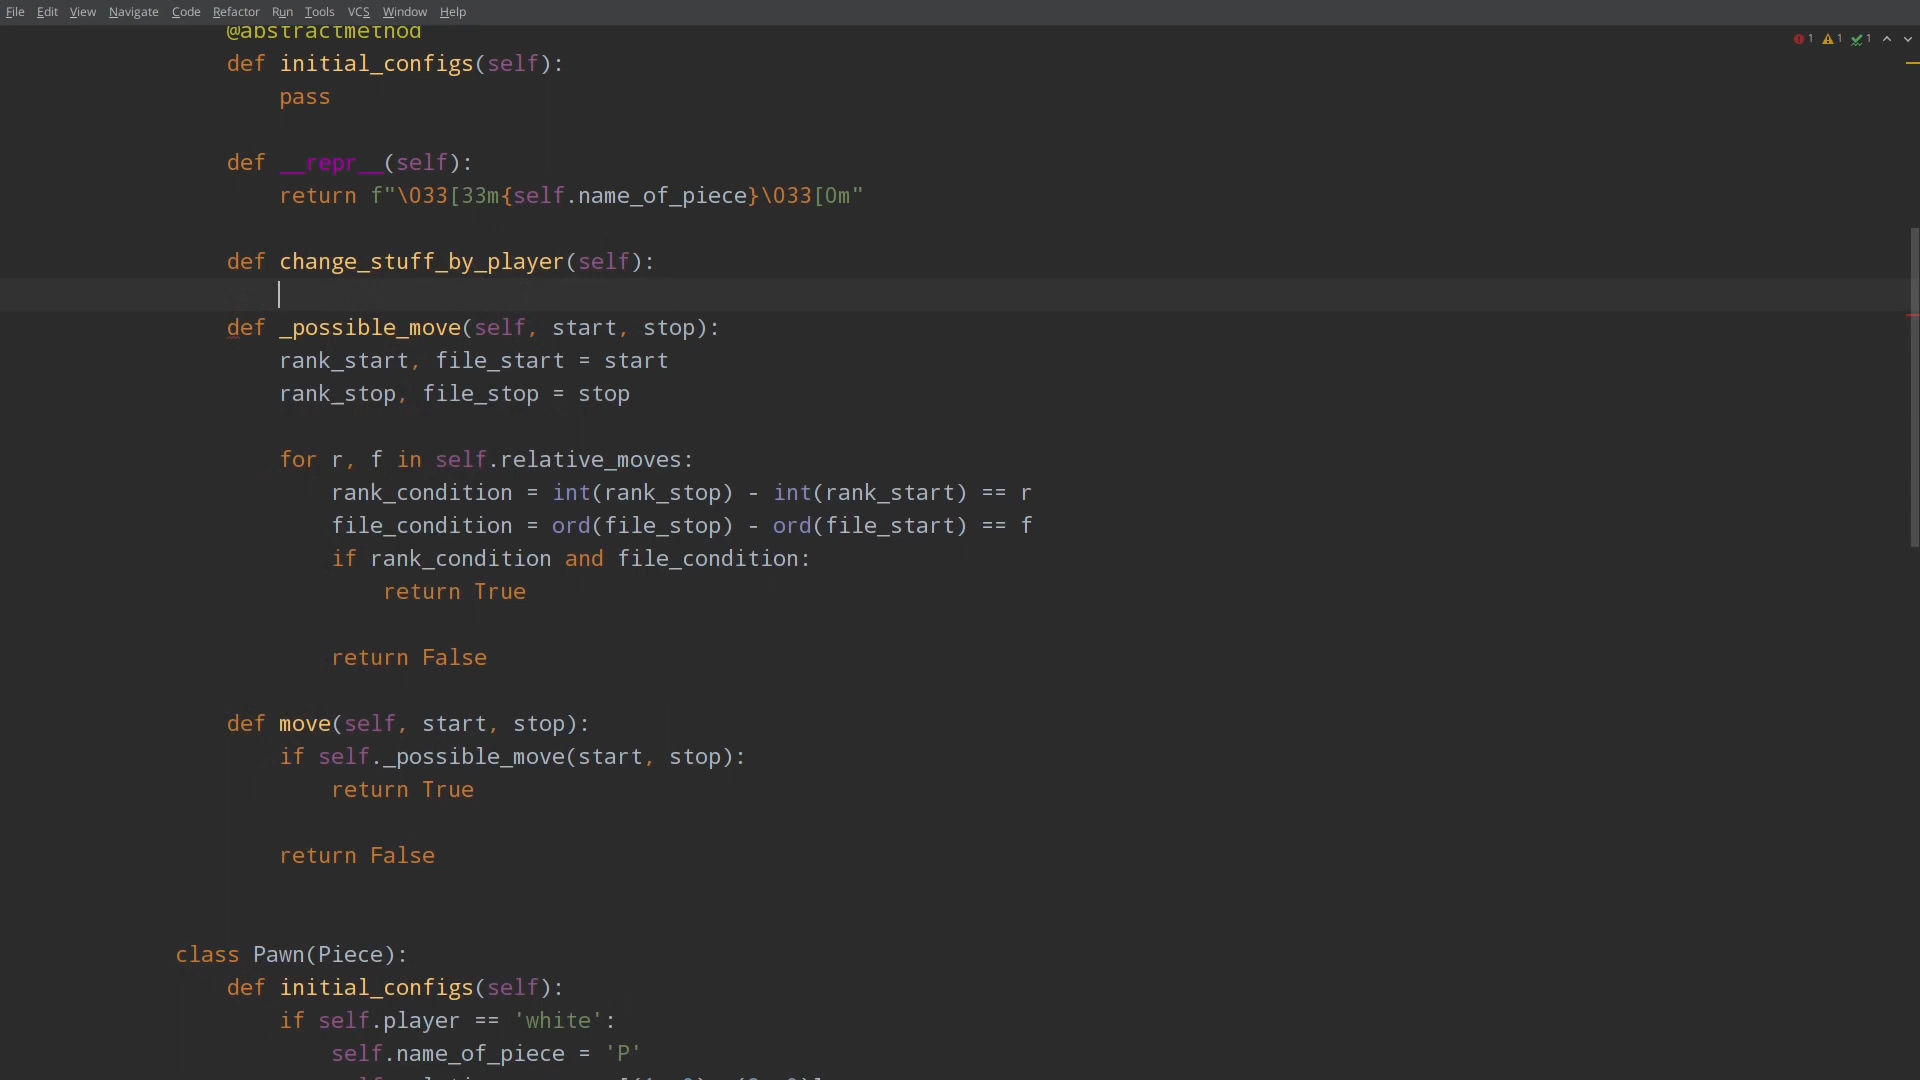 File Edit View Navigate Code Refactor Run Tools VCS Window Help
@abstractmethod
1 1 1
def initial_configs(self):
pass
def __repr__(self):
return f"\033[33m{self.name_of_piece}\033[0m"
def change_stuff_by_player(self):
def _possible_move(self, start, stop):
rank_start, file_start = start
rank_stop, file_stop = stop
for r, f in self.relative_moves:
rank_condition = int(rank_stop) - int(rank_start) == r
file_condition = ord(file_stop) - ord(file_start) == f
if rank_condition and file_condition:
return True
return False
def move(self, start, stop):
if self._possible_move(start, stop):
return True
return False
class Pawn(Piece):
def initial_configs(self):
if self.player == 'white':
self.name_of_piece = 'P'